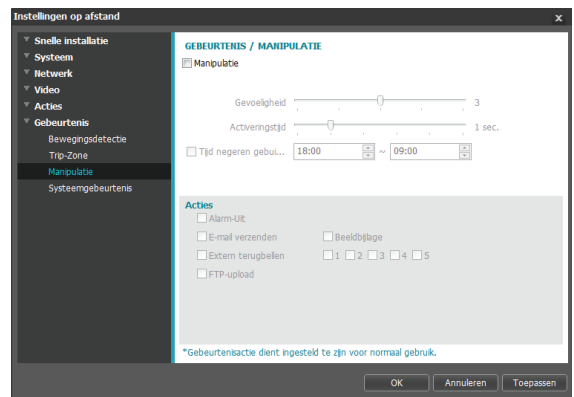 Instellingen op afstand
x
Snelle installatie
Systeem
Netwerk
Video
Acties
Gebeurtenis
Bewegingsdetectie
Trip-Zone
Manipulatie
Systeemgebeurtenis
GEBEURTENIS / MANIPULATIE
Manipulatie
Gevoeligheid 3
Activeringstijd 1 sec.
Tijd negeren gebui... 18:00 ~ 09:00
Acties
Alarm-Uit
E-mail verzenden Beeldbijlage
Extern terugbellen 1 2 3 4 5
FTP-upload
*Gebeurtenisactie dient ingesteld te zijn voor normaal gebruik.
OK Annuleren Toepassen